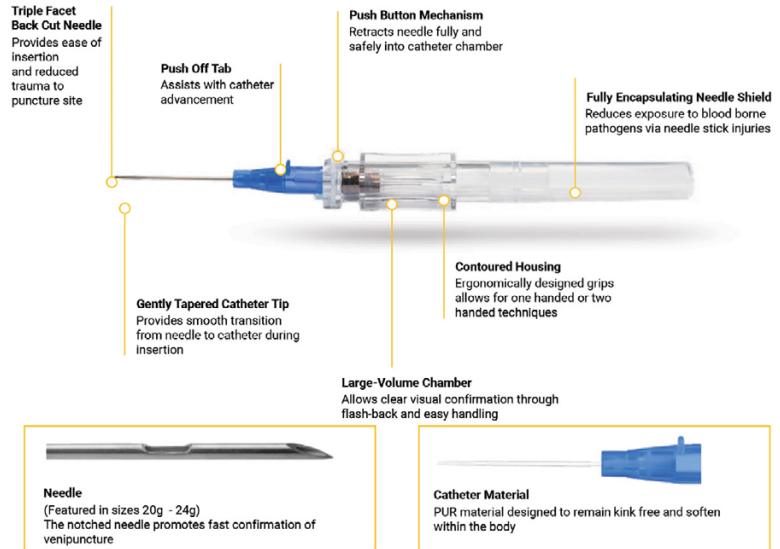 Triple Facet
Back Cut Needle
Provides ease of
insertion
and reduced
trauma to
puncture site
Push Off Tab
Assists with catheter
advancement
Push Button Mechanism
Retracts needle fully and
safely into catheter chamber
Fully Encapsulating Needle Shield
Reduces exposure to blood borne
pathogens via needle stick injuries
Gently Tapered Catheter Tip
Provides smooth transition
from needle to catheter during
insertion
Contoured Housing
Ergonomically designed grips
allows for one handed or two
handed techniques
Large-Volume Chamber
Allows clear visual confirmation through
flash-back and easy handling
Needle
(Featured in sizes 20g - 24g)
The notched needle promotes fast confirmation of
venipuncture
Catheter Material
PUR material designed to remain kink free and soften
within the body